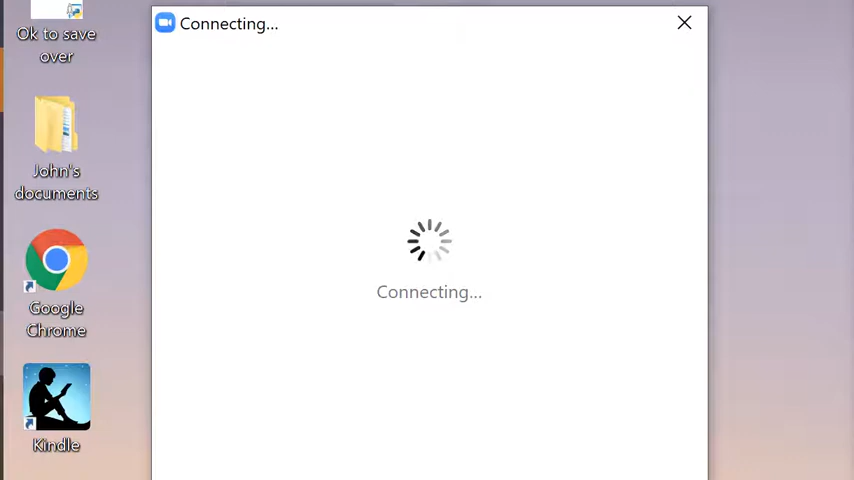 Connecting...
Ok to save
over
John's
documents
Google
Chrome
Kindle
Connecting...